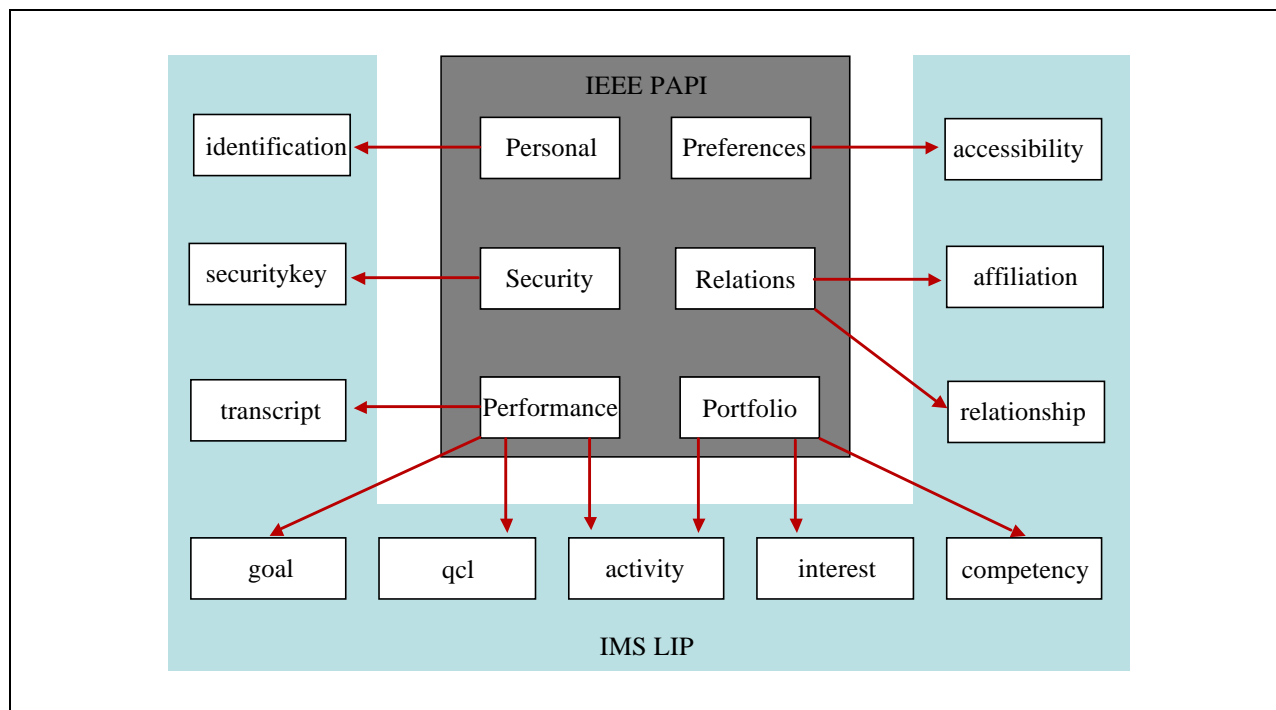 IEEE PAPI
identification
Personal
Preferences
accessibility
securitykey
Security
Relations
affiliation
transcript
Performance
Portfolio
relationship
goal
qcl
activity
interest
competency
IMS LIP